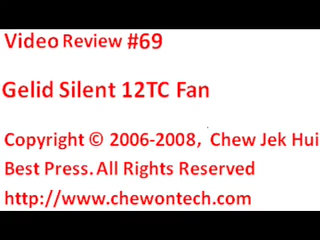 Video Review #69
Gelid Silent 12TC Fan
Copyright © 2006-2008, Chew Jek Hui
Best Press. All Rights Reserved
http://www.chewontech.com